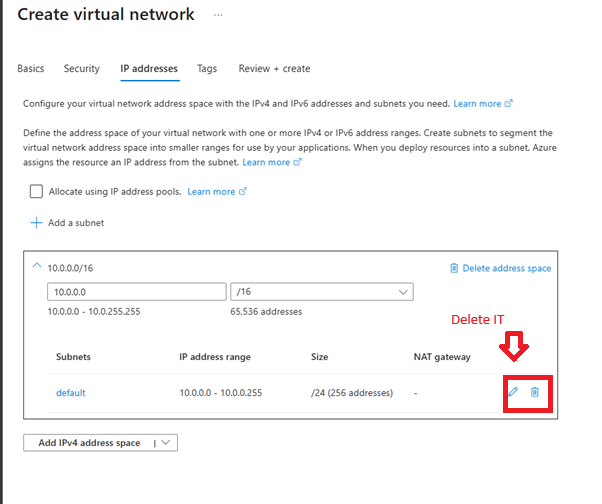 Create virtual network ...
Basics Security IP addresses Tags Review + create
Configure your virtual network address space with the IPv4 and IPv6 addresses and subnets you need. Learn more
Define the address space of your virtual network with one or more IPv4 or IPv6 address ranges. Create subnets to segment the
virtual network address space into smaller ranges for use by your applications. When you deploy resources into a subnet, Azure
assigns the resource an IP address from the subnet. Learn more
Allocate using IP address pools. Learn more
+ Add a subnet
10.0.0.0/16 Delete address space
10.0.0.0 /16
10.0.0.0 - 10.0.255.255 65,536 addresses
Delete IT
Subnets IP address range Size NAT gateway
default 10.0.0.0 - 10.0.0.255 /24 (256 addresses) -
Add IPv4 address space |